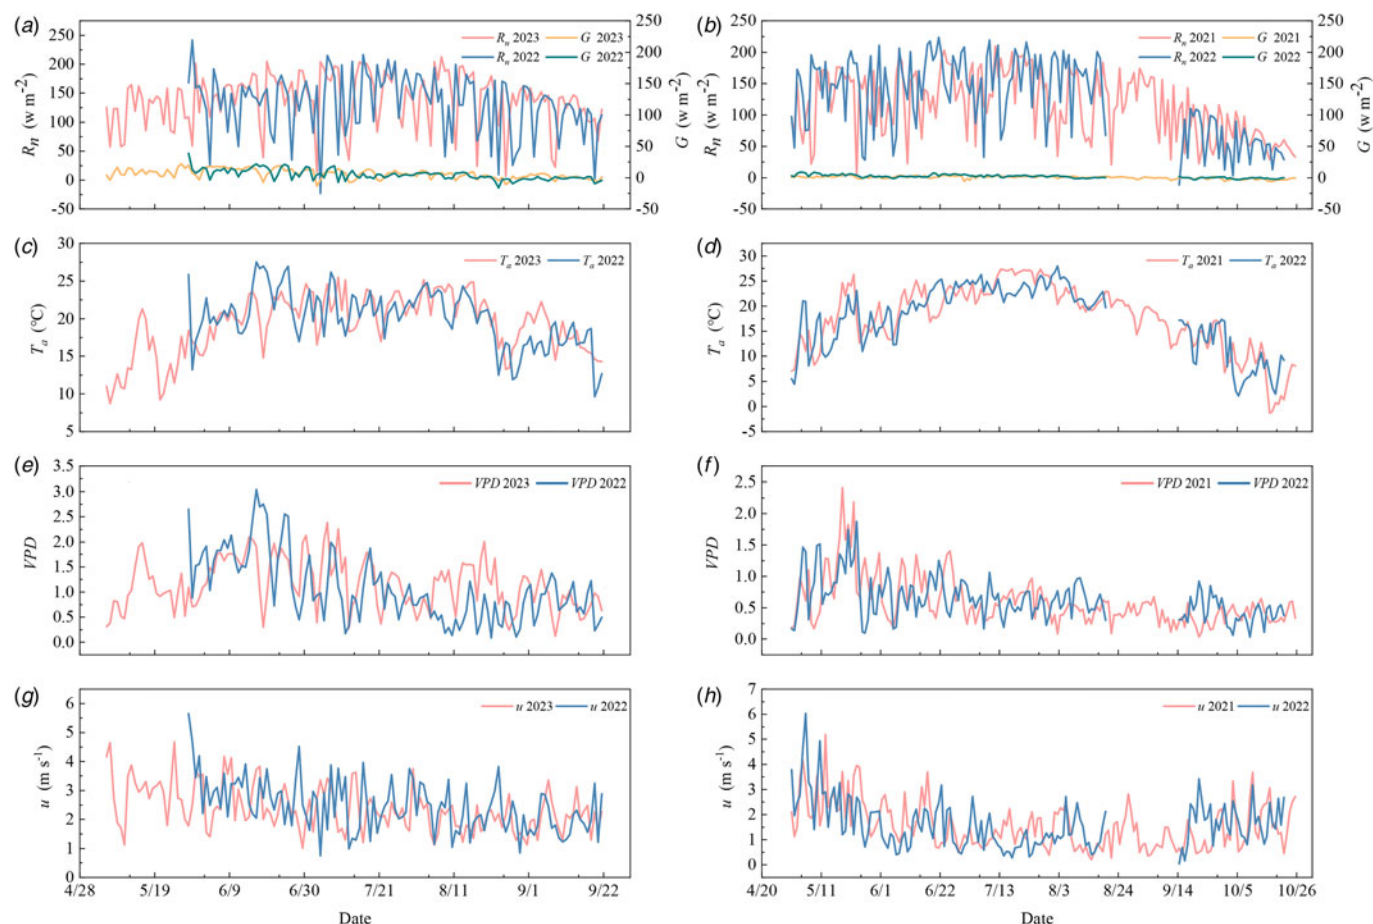 (a)
250
200
150
100
50
0
-50
Rn (w m-2)
Rn 2023
G 2023
Rn 2022
G 2022
250
200
150
100
50
0
-50
G (w m-2)
(b)
250
200
150
100
50
0
-50
Rn (w m-2)
Rn 2021
G 2021
Rn 2022
G 2022
250
200
150
100
50
0
-50
G (w m-2)
(c)
30
25
20
15
10
5
Ta (°C)
Ta 2023
Ta 2022
(d)
30
25
20
15
10
5
0
-5
Ta (°C)
Ta 2021
Ta 2022
(e)
3.5
3.0
2.5
2.0
1.5
1.0
0.5
0.0
VPD
VPD 2023
VPD 2022
(f)
2.5
2.0
1.5
1.0
0.5
0.0
VPD
VPD 2021
VPD 2022
(g)
6
5
4
3
2
1
0
u (m s-1)
u 2023
u 2022
4/28 5/19 6/9 6/30 7/21 8/11 9/1 9/22
Date
(h)
7
6
5
4
3
2
1
0
u (m s-1)
u 2021
u 2022
4/20 5/11 6/1 6/22 7/13 8/3 8/24 9/14 10/5 10/26
Date